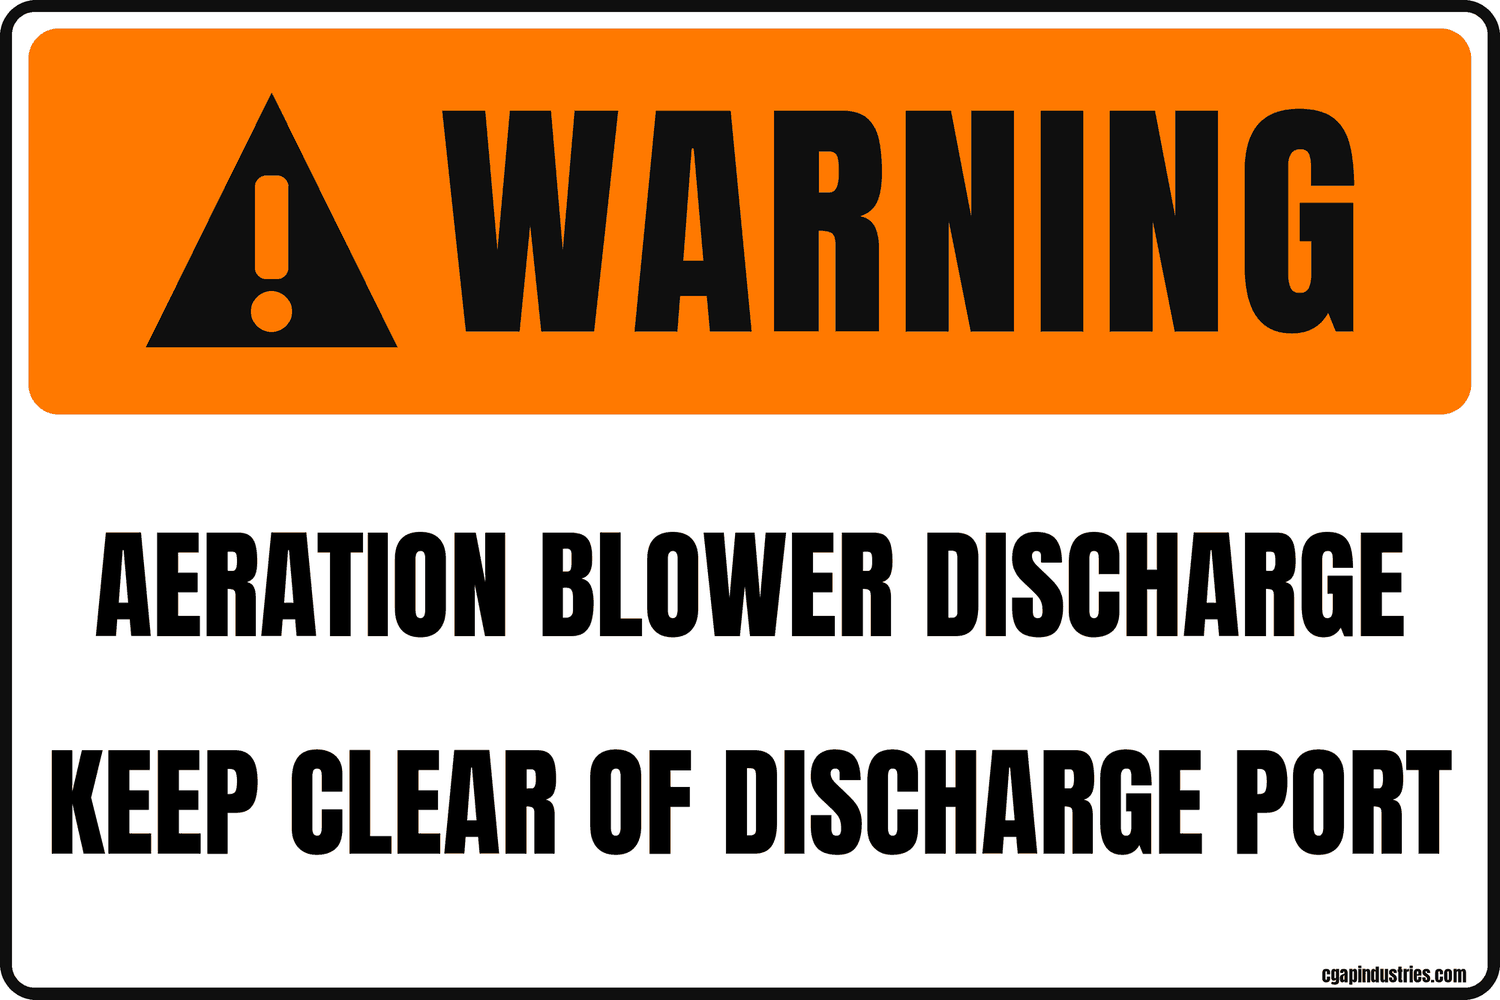 WARNING
AERATION BLOWER DISCHARGE
KEEP CLEAR OF DISCHARGE PORT
cgapindustries.com